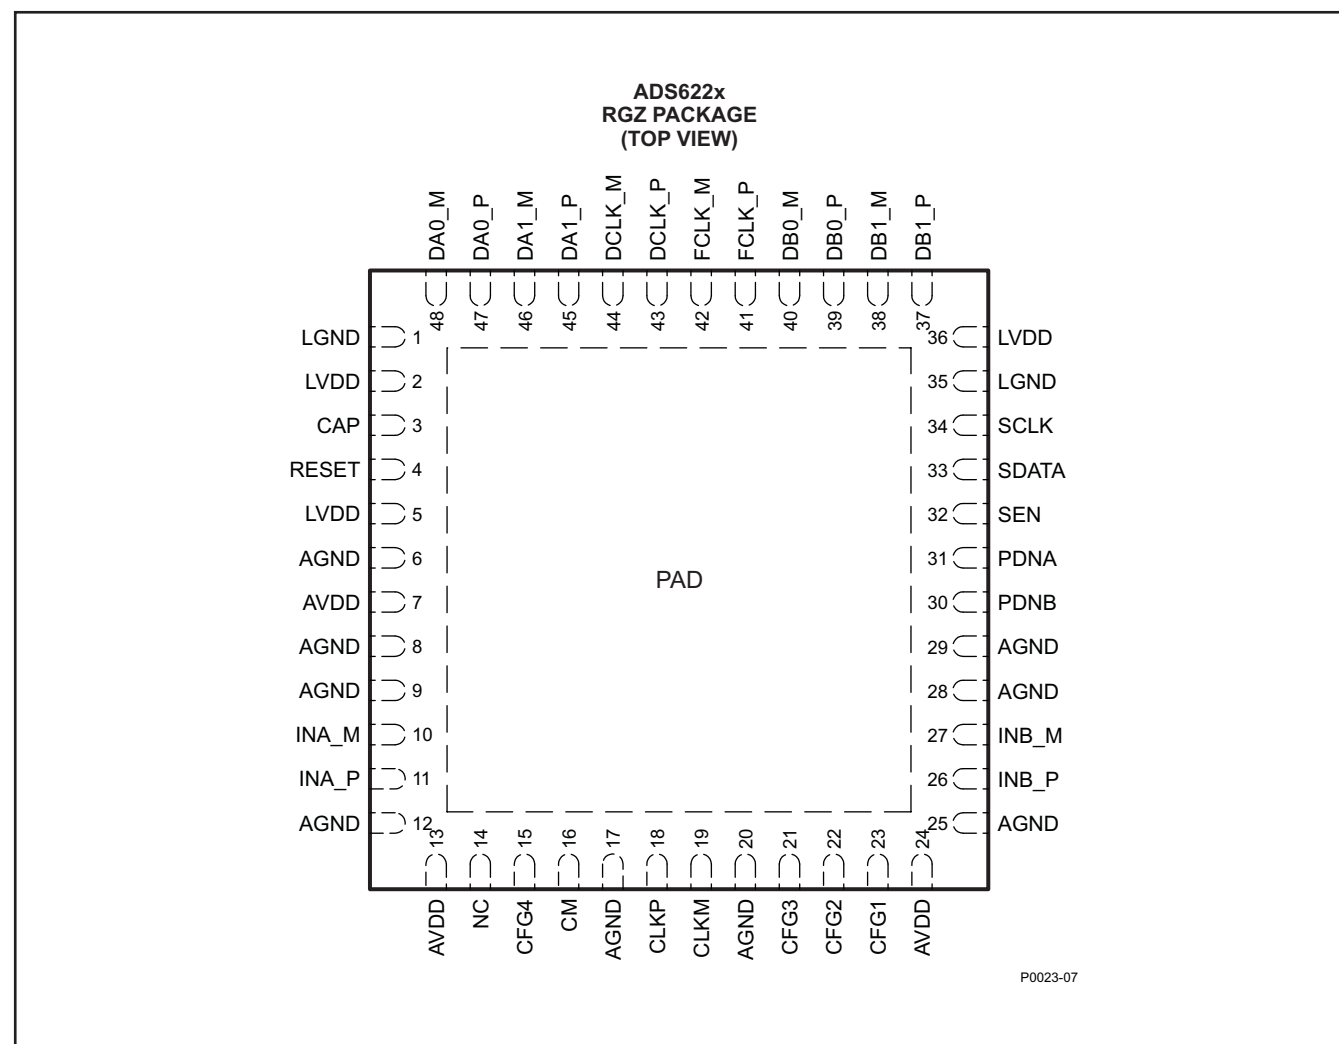 ADS622x
RGZ PACKAGE
(TOP VIEW)
DA0_M
DA0_P
DA1_M
DA1_P
DCLK_M
DCLK_P
FCLK_M
FCLK_P
DB0_M
DB0_P
DB1_M
DB1_P
48
47
46
45
44
43
42
41
40
39
38
37
LGND 1
LVDD 2
CAP 3
RESET 4
LVDD 5
AGND 6
AVDD 7
AGND 8
AGND 9
INA_M 10
INA_P 11
AGND 12
PAD
36 LVDD
35 LGND
34 SCLK
33 SDATA
32 SEN
31 PDNA
30 PDNB
29 AGND
28 AGND
27 INB_M
26 INB_P
25 AGND
13
14
15
16
17
18
19
20
21
22
23
24
AVDD
NC
CFG4
CM
AGND
CLKP
CLKM
AGND
CFG3
CFG2
CFG1
AVDD
P0023-07